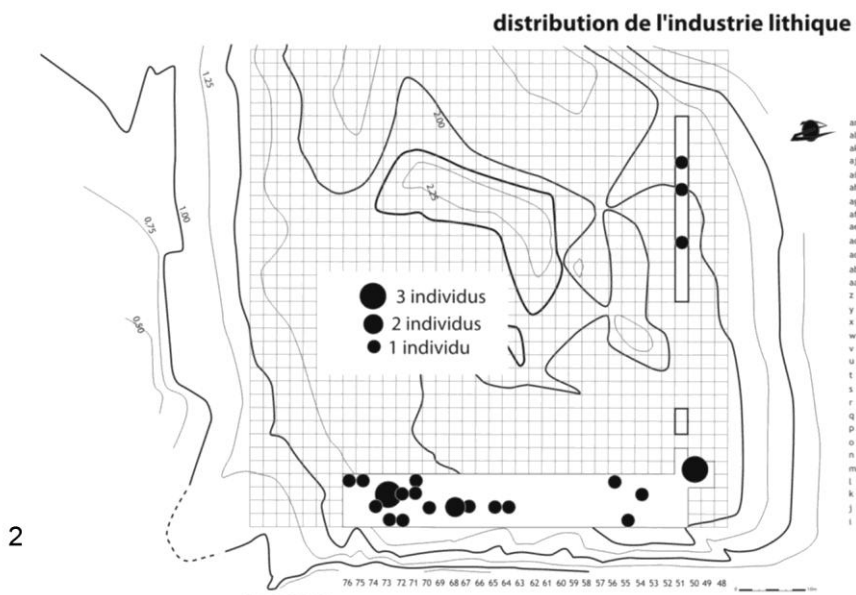 distribution de l'industrie lithique
1.25
2.00
2.25
1.00
0.75
0.50
3 individus
2 individus
1 individu
z
y
x
w
v
u
t
s
r
q
p
o
n
m
l
k
j
i
2
76 75 74 73 72 71 70 69 68 67 66 65 64 63 62 61 60 59 58 57 56 55 54 53 52 51 50 49 48